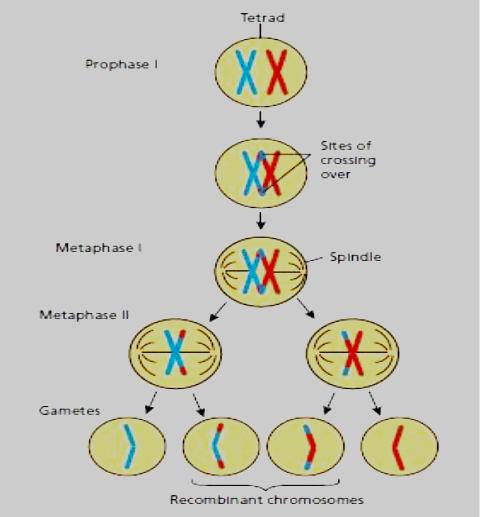 Tetrad
Prophase I
Sites of
crossing
over
Metaphase I
Spindle
Metaphase II
Gametes
Recombinant chromosomes